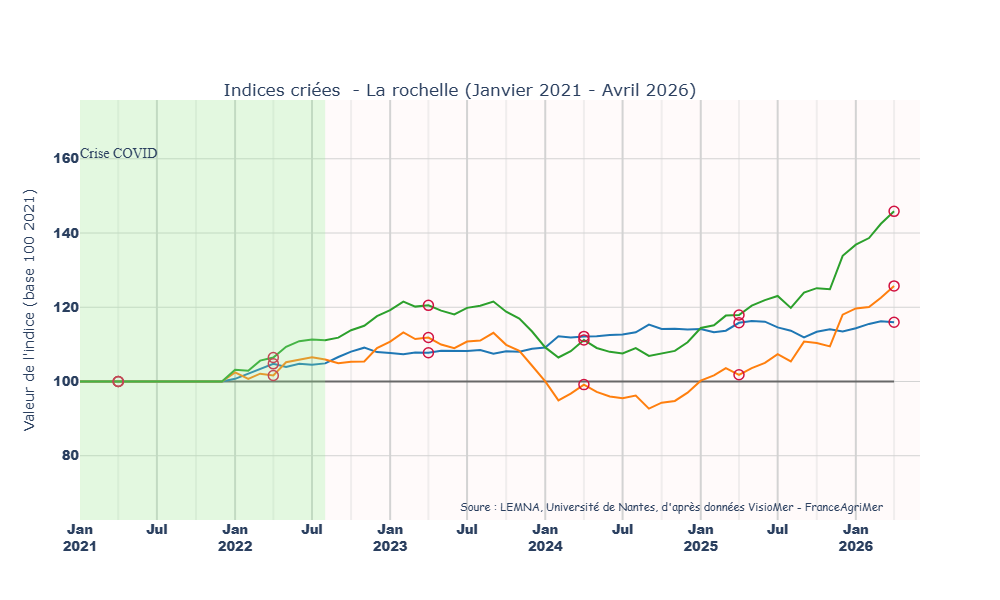 Indices criées - La rochelle (Janvier 2021 - Avril 2026)
Valeur de l'indice (base 100 2021)
160
140
120
100
80
Crise COVID
Soure : LEMNA, Université de Nantes, d'après données VisioMer - FranceAgriMer
Jan Jul Jan Jul Jan Jul Jan Jul Jan Jul Jan
2021 2022 2023 2024 2025 2026